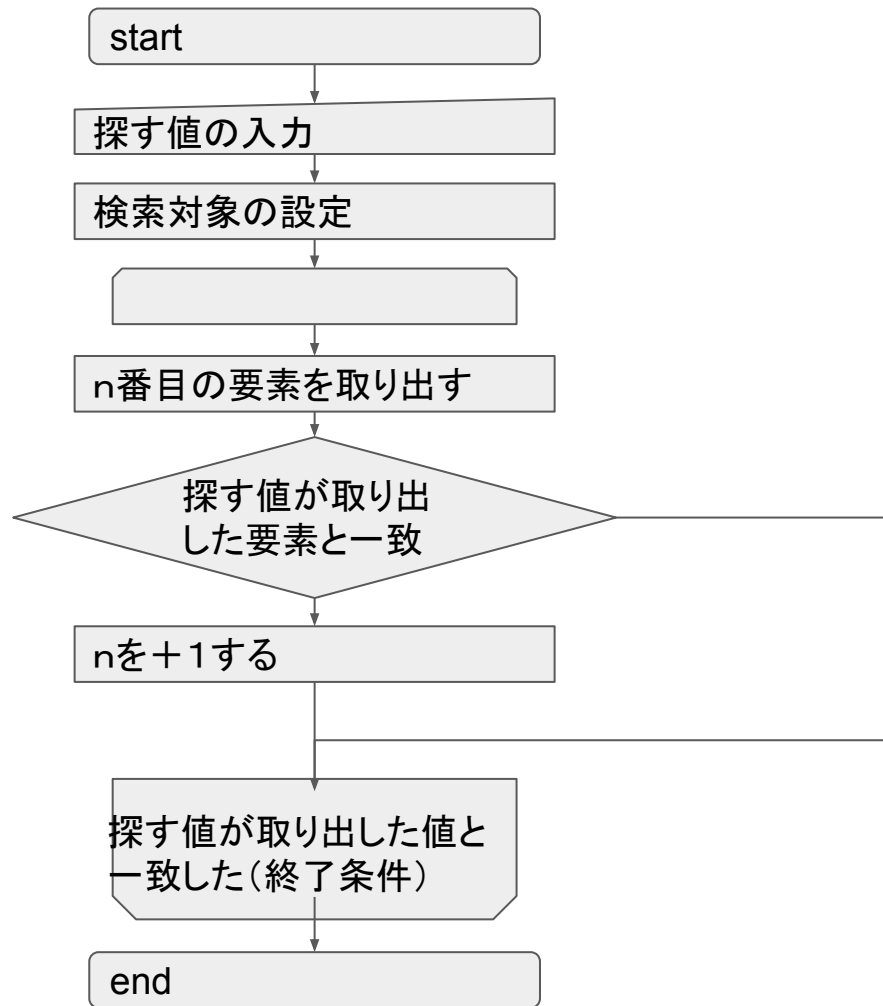 start
探す値の入力
検索対象の設定
ｎ番目の要素を取り出す
探す値が取り出
した要素と一致
ｎを＋１する
探す値が取り出した値と
一致した（終了条件）
end